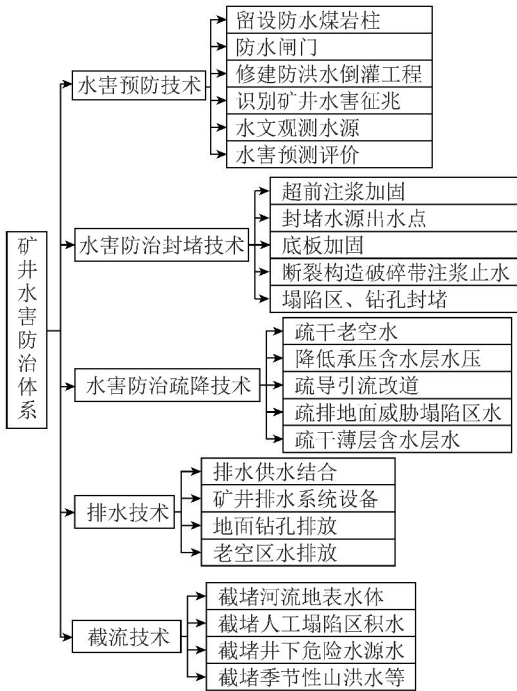 矿井水害防治体系
水害预防技术
留设防水煤岩柱
防水闸门
修建防洪水倒灌工程
识别矿井水害征兆
水文观测水源
水害预测评价
水害防治封堵技术
超前注浆加固
封堵水源出水点
底板加固
断裂构造破碎带注浆止水
塌陷区、钻孔封堵
水害防治疏降技术
疏干老空水
降低承压含水层水压
疏导引流改道
疏排地面威胁塌陷区水
疏干薄层含水层水
排水技术
排水供水结合
矿井排水系统设备
地面钻孔排放
老空区水排放
截流技术
截堵河流地表水体
截堵人工塌陷区积水
截堵井下危险水源水
截堵季节性山洪水等